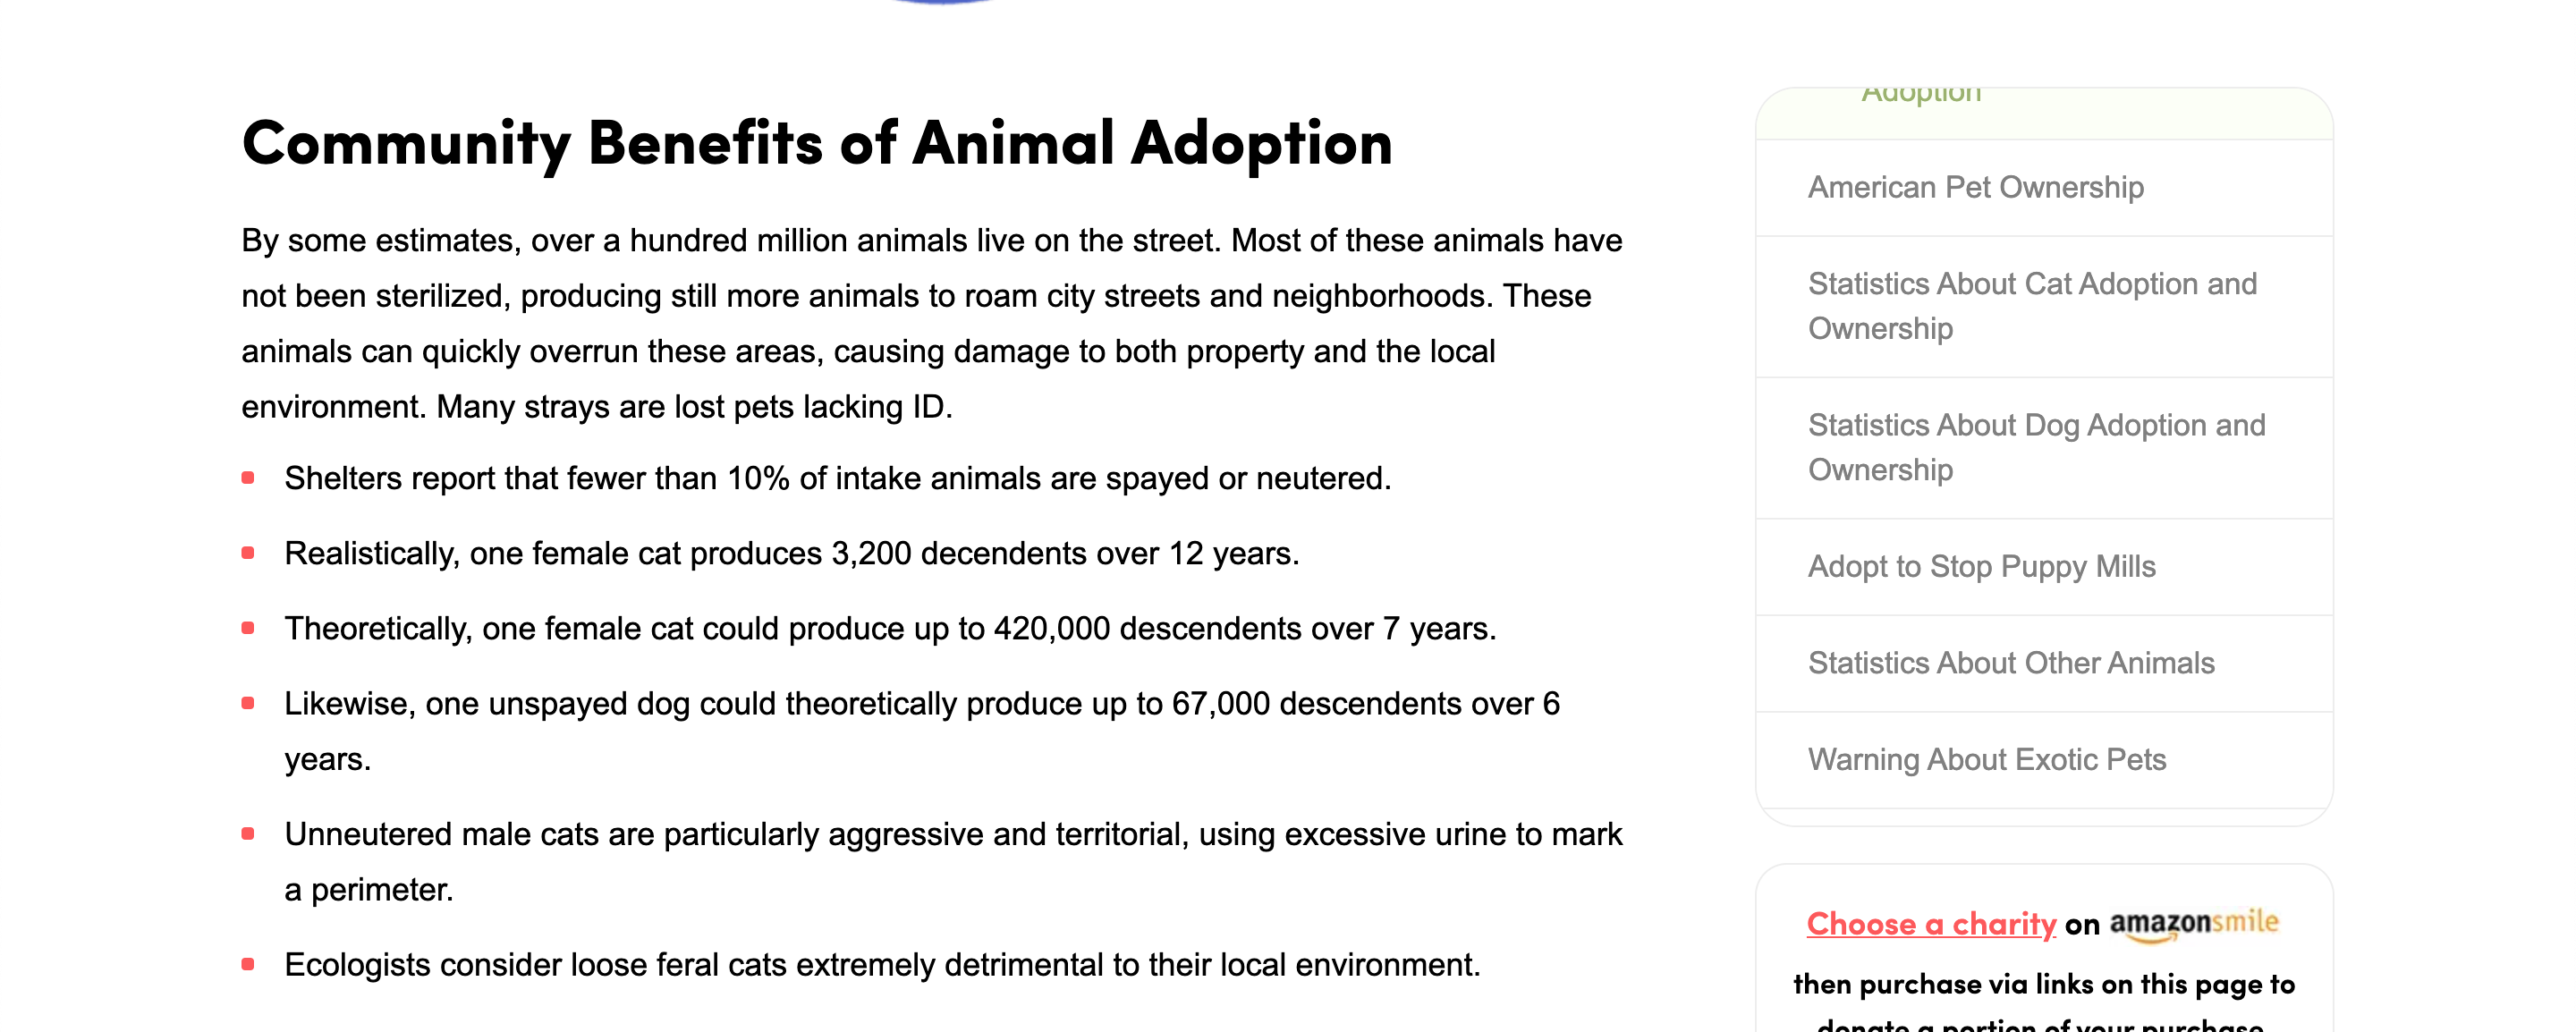 Community Benefits of Animal Adoption
By some estimates, over a hundred million animals live on the street. Most of these animals have
not been sterilized, producing still more animals to roam city streets and neighborhoods. These
animals can quickly overrun these areas, causing damage to both property and the local
environment. Many strays are lost pets lacking ID.
Shelters report that fewer than 10% of intake animals are spayed or neutered.
Realistically, one female cat produces 3,200 decendents over 12 years.
Theoretically, one female cat could produce up to 420,000 descendents over 7 years.
Likewise, one unspayed dog could theoretically produce up to 67,000 descendents over 6
years.
Unneutered male cats are particularly aggressive and territorial, using excessive urine to mark
a perimeter.
Ecologists consider loose feral cats extremely detrimental to their local environment.
Adoption
American Pet Ownership
Statistics About Cat Adoption and
Ownership
Statistics About Dog Adoption and
Ownership
Adopt to Stop Puppy Mills
Statistics About Other Animals
Warning About Exotic Pets
Choose a charity on amazonsmile
then purchase via links on this page to
donate a portion of your purchase